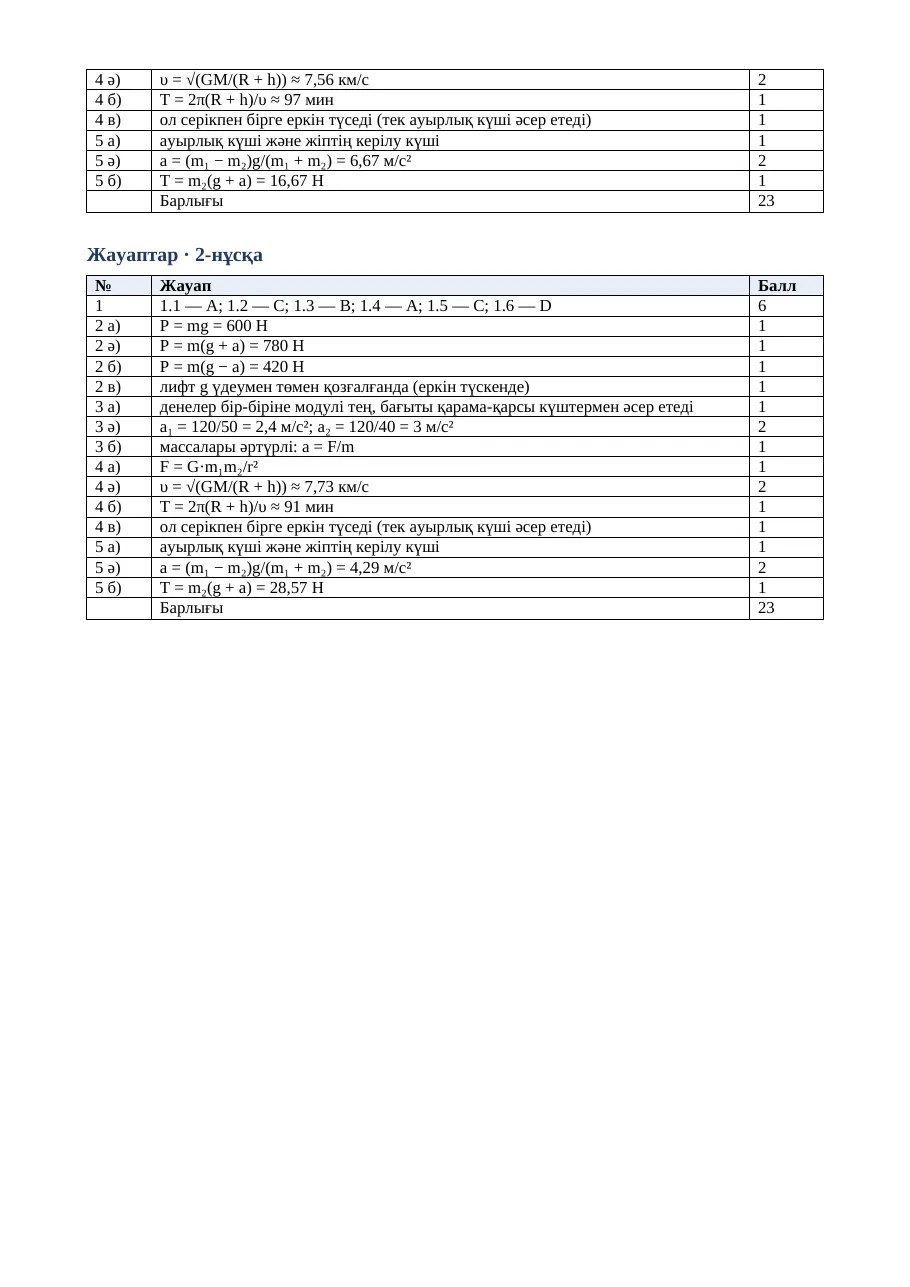 4 ә) υ = √(GM/(R + h)) ≈ 7,56 км/с 2
4 б) T = 2π(R + h)/υ ≈ 97 мин 1
4 в) ол серікпен бірге еркін түседі (тек ауырлық күші әсер етеді) 1
5 а) ауырлық күші және жіптің керілу күші 1
5 ә) a = (m₁ − m₂)g/(m₁ + m₂) = 6,67 м/с² 2
5 б) T = m₂(g + a) = 16,67 Н 1
Барлығы 23
Жауаптар · 2-нұсқа
№ Жауап Балл
1 1.1 — A; 1.2 — C; 1.3 — B; 1.4 — A; 1.5 — C; 1.6 — D 6
2 а) P = mg = 600 Н 1
2 ә) P = m(g + a) = 780 Н 1
2 б) P = m(g − a) = 420 Н 1
2 в) лифт g үдеумен төмен қозғалғанда (еркін түскенде) 1
3 а) денелер бір-біріне модулі тең, бағыты қарама-қарсы күштермен әсер етеді 1
3 ә) a₁ = 120/50 = 2,4 м/с²; a₂ = 120/40 = 3 м/с² 2
3 б) массалары әртүрлі: a = F/m 1
4 а) F = G·m₁m₂/r² 1
4 ә) υ = √(GM/(R + h)) ≈ 7,73 км/с 2
4 б) T = 2π(R + h)/υ ≈ 91 мин 1
4 в) ол серікпен бірге еркін түседі (тек ауырлық күші әсер етеді) 1
5 а) ауырлық күші және жіптің керілу күші 1
5 ә) a = (m₁ − m₂)g/(m₁ + m₂) = 4,29 м/с² 2
5 б) T = m₂(g + a) = 28,57 Н 1
Барлығы 23